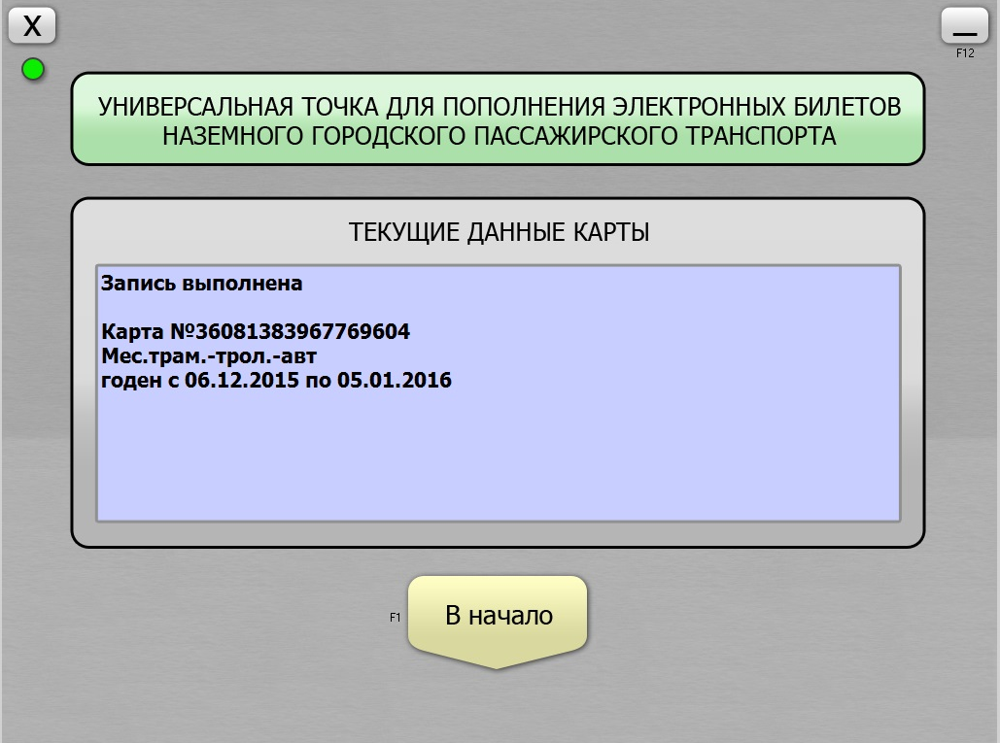 X
F12
УНИВЕРСАЛЬНАЯ ТОЧКА ДЛЯ ПОПОЛНЕНИЯ ЭЛЕКТРОННЫХ БИЛЕТОВ
НАЗЕМНОГО ГОРОДСКОГО ПАССАЖИРСКОГО ТРАНСПОРТА
ТЕКУЩИЕ ДАННЫЕ КАРТЫ
Запись выполнена
Карта №36081383967769604
Мес.трам.-трол.-авт
годен с 06.12.2015 по 05.01.2016
F1
В начало